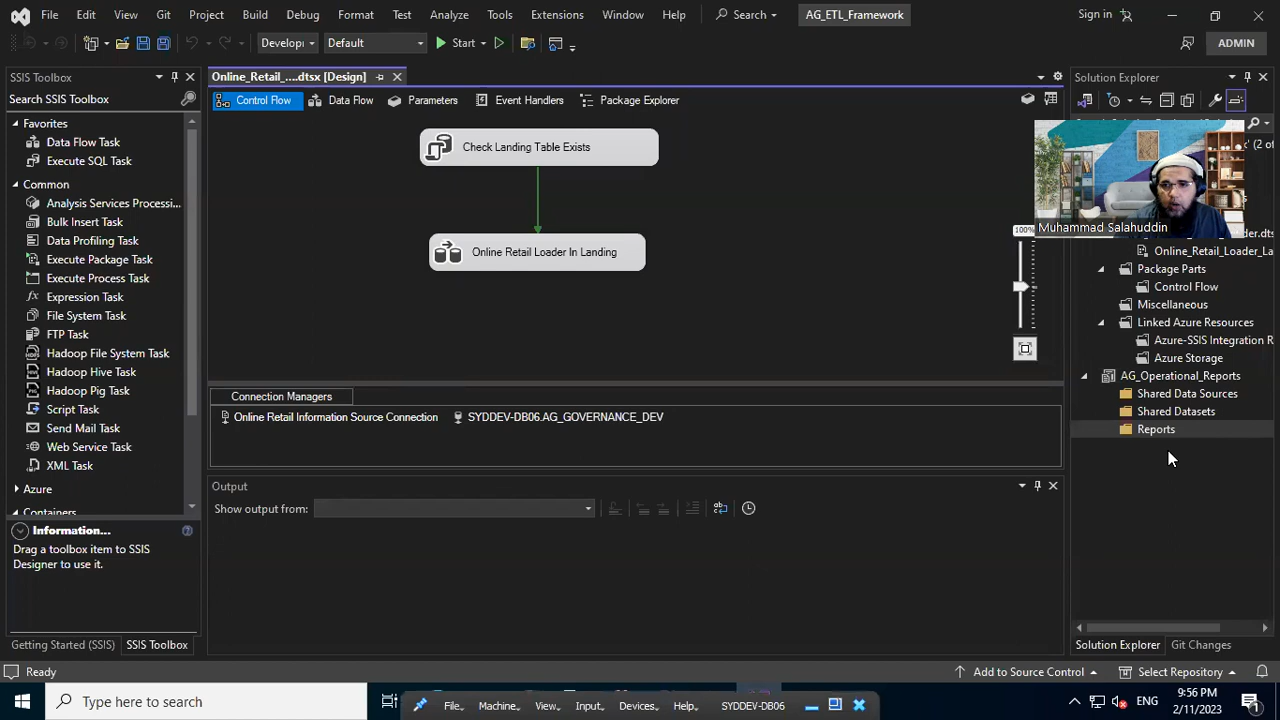 File Edit View Git Project Build Debug Format Test Analyze Tools Extensions Window Help Search AG_ETL_Framework Sign in
Develop Default Start ADMIN
SSIS Toolbox
Search SSIS Toolbox
Favorites
Data Flow Task
Execute SQL Task
Common
Analysis Services Processi...
Bulk Insert Task
Data Profiling Task
Execute Package Task
Execute Process Task
Expression Task
File System Task
FTP Task
Hadoop File System Task
Hadoop Hive Task
Hadoop Pig Task
Script Task
Send Mail Task
Web Service Task
XML Task
Azure
Containers
Information...
Drag a toolbox item to SSIS
Designer to use it.
Getting Started (SSIS) SSIS Toolbox
Online_Retail_....dtsx [Design]
Control Flow Data Flow Parameters Event Handlers Package Explorer
Check Landing Table Exists
Online Retail Loader In Landing
100%
Connection Managers
Online Retail Information Source Connection SYDDEV-DB06.AG_GOVERNANCE_DEV
Output
Show output from:
Solution Explorer
Muhammad Salahuddin
Online_Retail_Loader_La
Package Parts
Control Flow
Miscellaneous
Linked Azure Resources
Azure-SSIS Integration R
Azure Storage
AG_Operational_Reports
Shared Data Sources
Shared Datasets
Reports
Solution Explorer Git Changes
Ready Add to Source Control Select Repository
Type here to search
File.. Machine.. View.. Input.. Devices.. Help.. SYDDEV-DB06
ENG
9:56 PM
2/11/2023
1